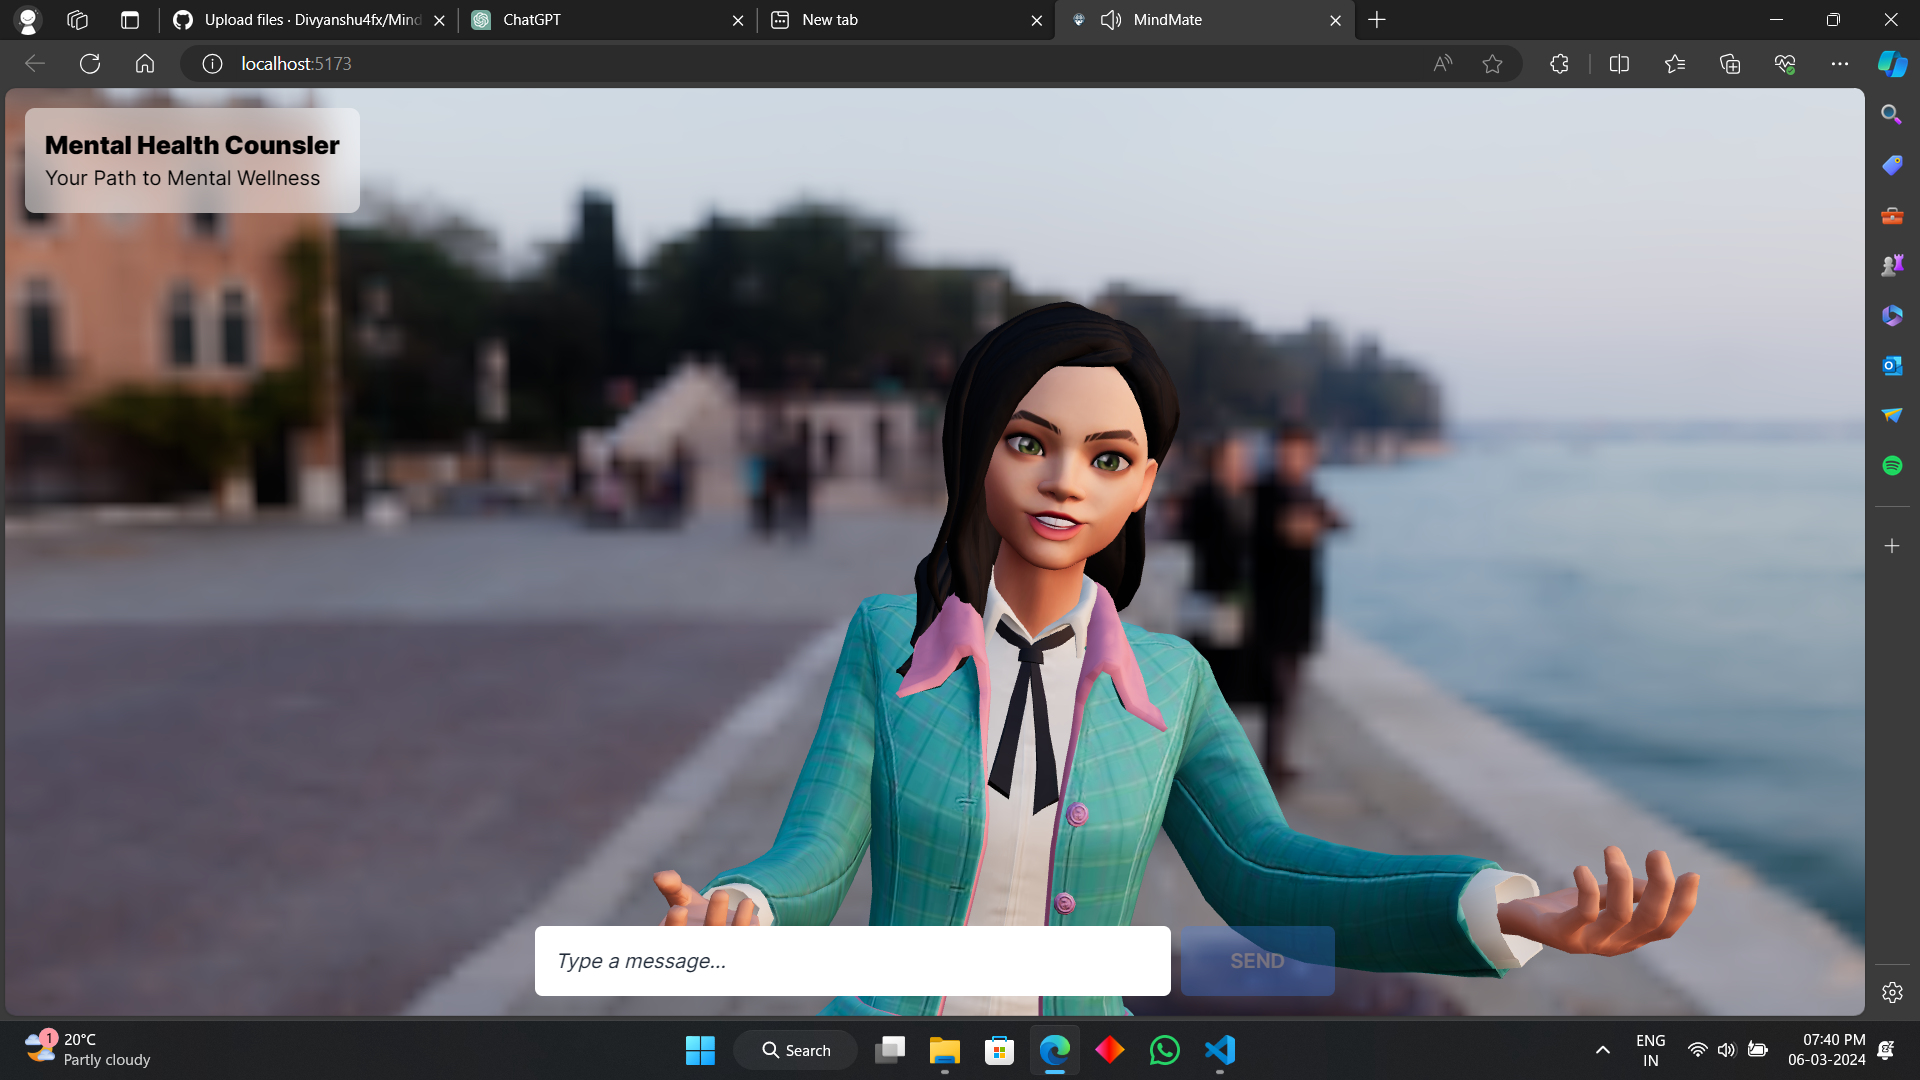 Upload files · Divyanshu4fx/Mind
ChatGPT
New tab
MindMate
localhost:5173
Mental Health Counsler
Your Path to Mental Wellness
Type a message...
SEND
1
20°C
Partly cloudy
Search
ENG
IN
07:40 PM
06-03-2024